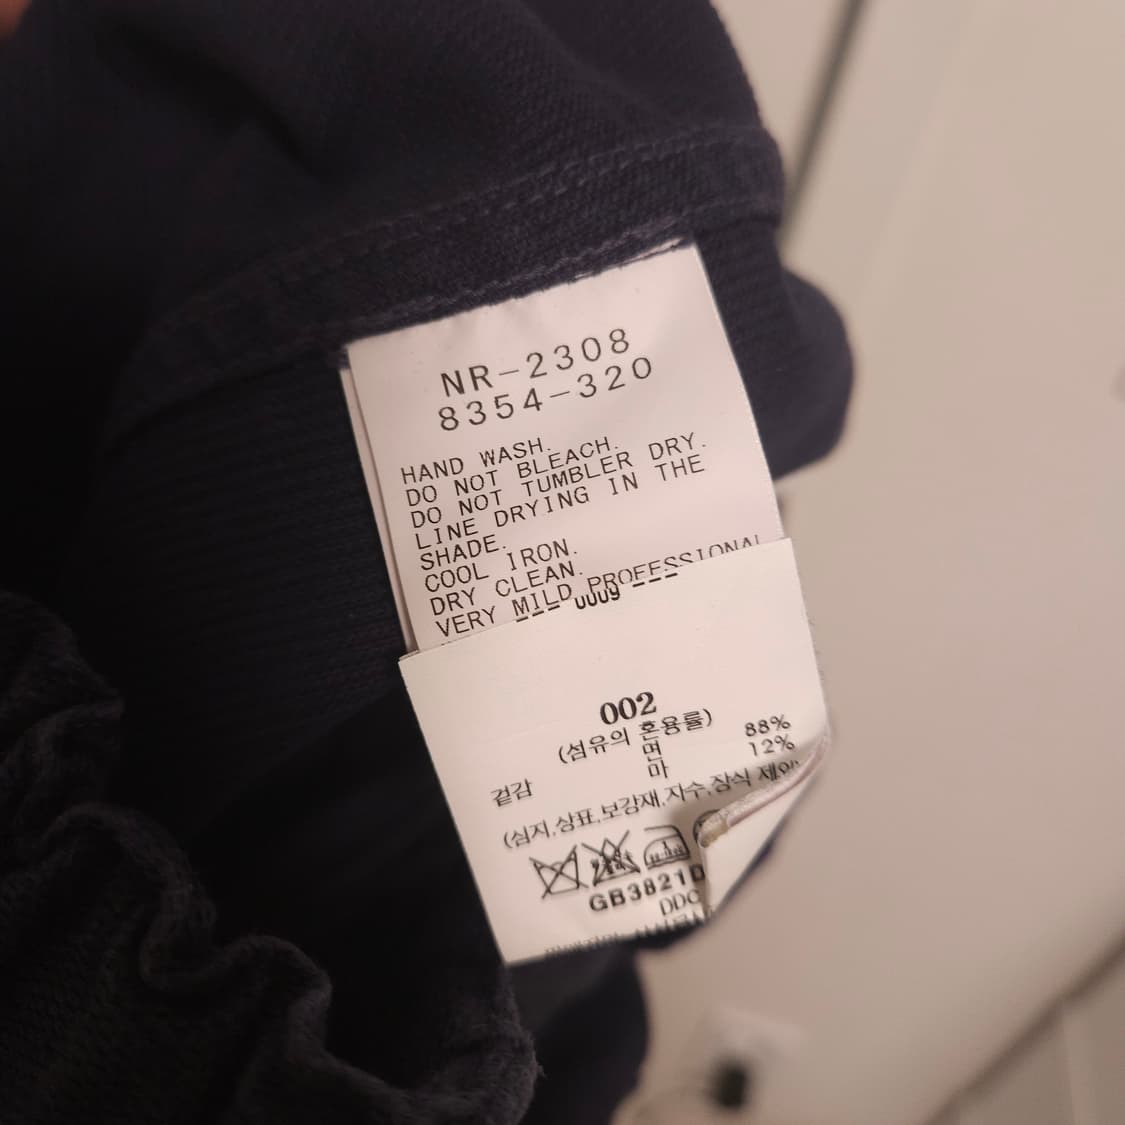 NR-2308
8354-320
HAND WASH.
DO NOT BLEACH.
DO NOT TUMBLER DRY.
LINE DRYING IN THE
SHADE.
COOL IRON.
DRY CLEAN.
VERY MILD PROFESSIONAL
--- 0009 ---
002
(섬유의 혼용률)
겉감 면 88%
마 12%
(심지,상표,보강재,자수,장식 제외
GB3821D
DDC